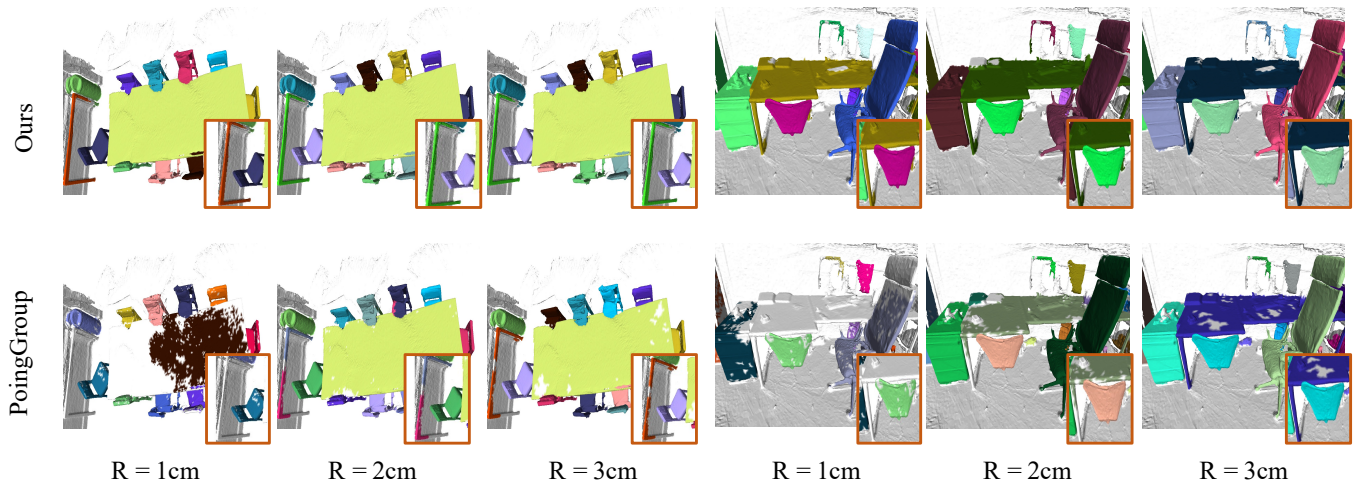 Ours
PoingGroup
R = 1cm R = 2cm R = 3cm R = 1cm R = 2cm R = 3cm